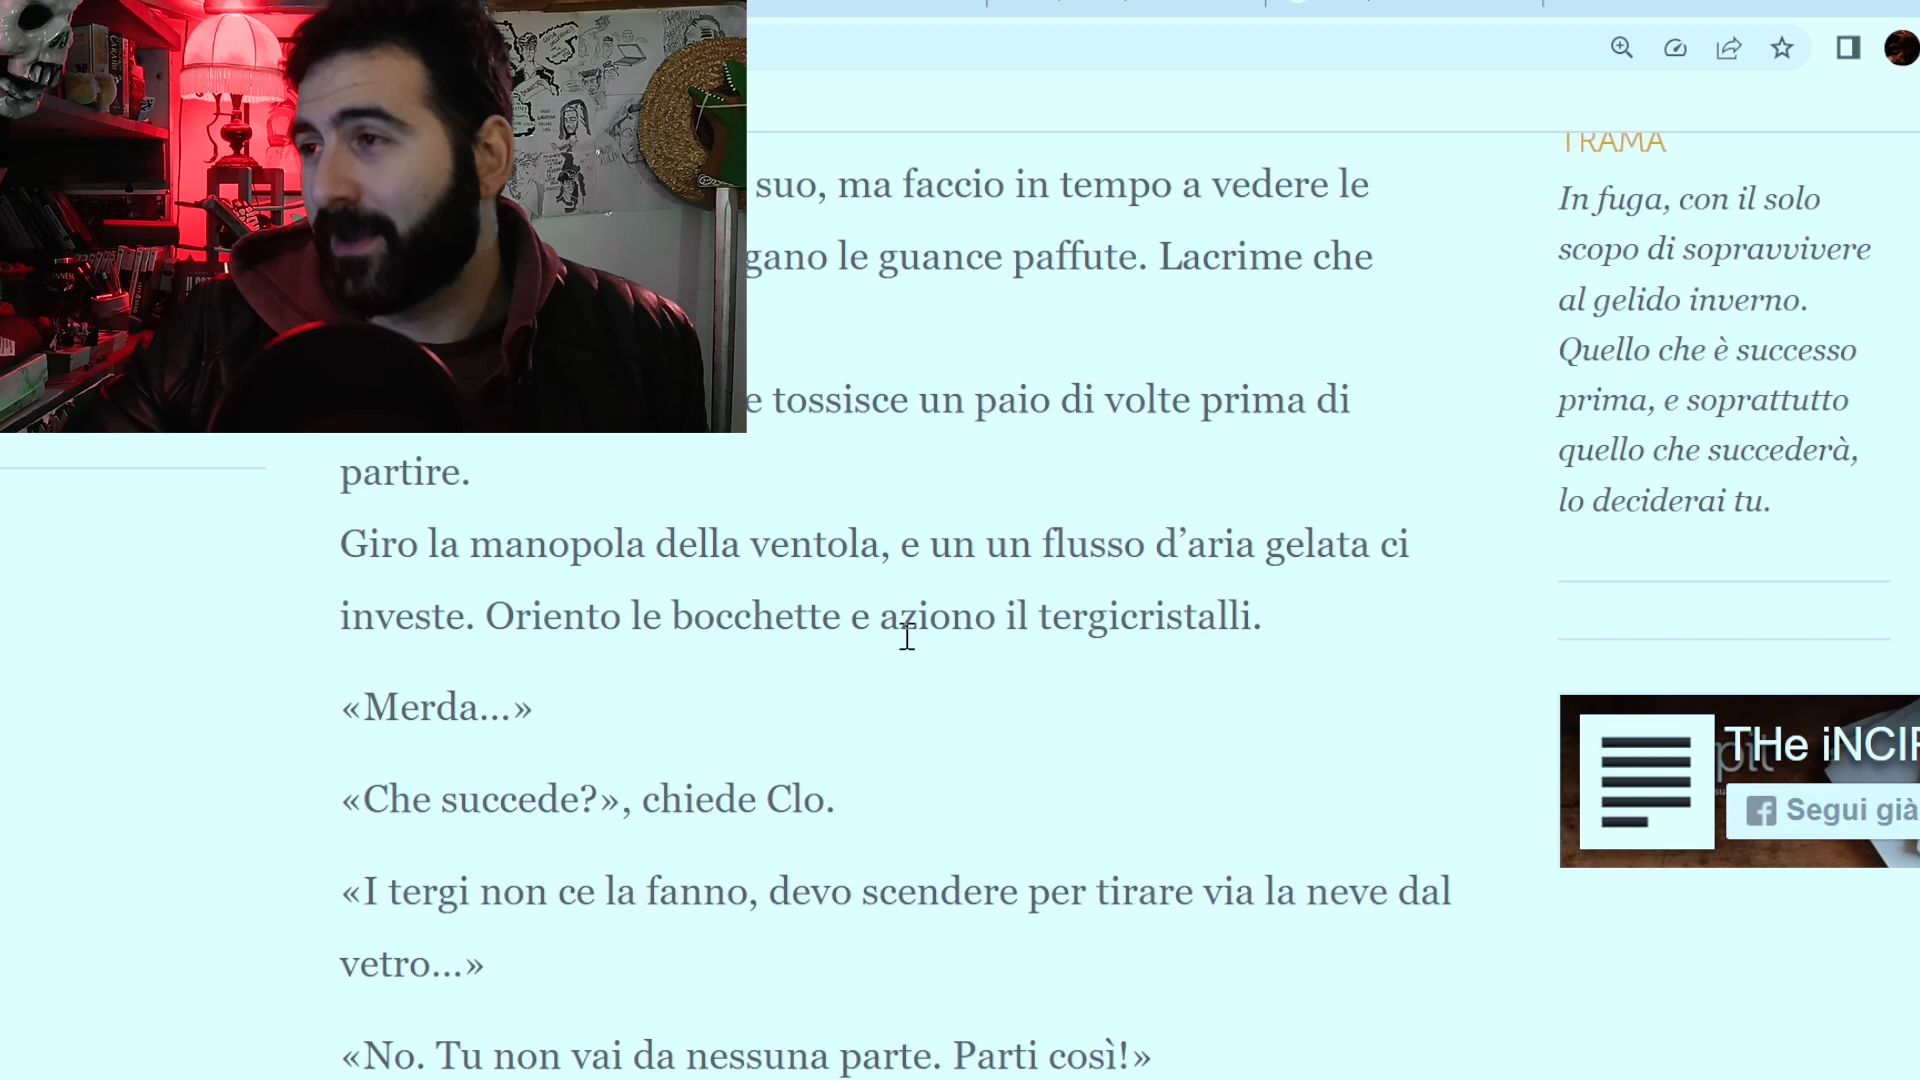 suo, ma faccio in tempo a vedere le
gano le guance paffute. Lacrime che
e tossisce un paio di volte prima di
partire.
Giro la manopola della ventola, e un un flusso d’aria gelata ci
investe. Oriento le bocchette e aziono il tergicristalli.
«Merda...»
«Che succede?», chiede Clo.
«I tergi non ce la fanno, devo scendere per tirare via la neve dal
vetro...»
«No. Tu non vai da nessuna parte. Parti così!»
TRAMA
In fuga, con il solo
scopo di sopravvivere
al gelido inverno.
Quello che è successo
prima, e soprattutto
quello che succederà,
lo deciderai tu.
THe iNCIP
Segui già